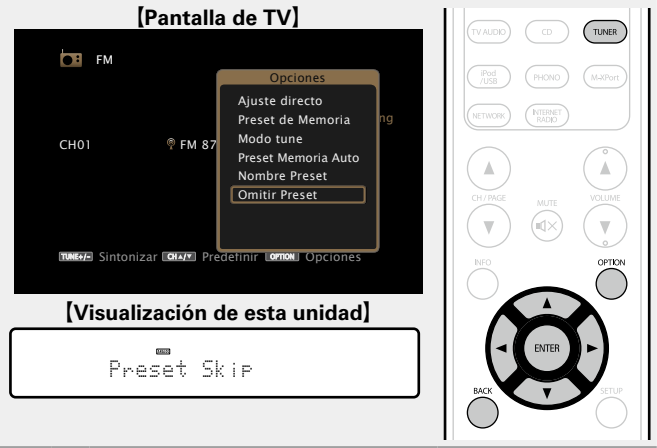 【Pantalla de TV】
FM
Opciones
Ajuste directo
Preset de Memoria
ng
Modo tune
CH01
FM 87
Preset Memoria Auto
Nombre Preset
Omitir Preset
TUNE+/- Sintonizar CH▲/▼ Predefinir OPTION Opciones
【Visualización de esta unidad】
Preset Skip
TV AUDIO
CD
TUNER
iPod
/USB
PHONO
M-XPort
NETWORK
INTERNET
RADIO
CH / PAGE
MUTE
VOLUME
INFO
OPTION
ENTER
BACK
SETUP